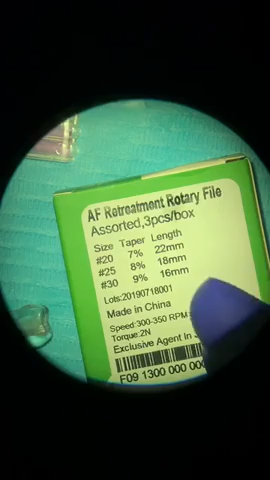 AF Retreatment Rotary File
Assorted,3pcs/box
Size Taper Length
#20 7% 22mm
#25 8% 18mm
#30 9% 16mm
Lots:20190718001
Made in China
Speed:300-350 RPM
Torque:2N
Exclusive Agent In
F09 1300 000